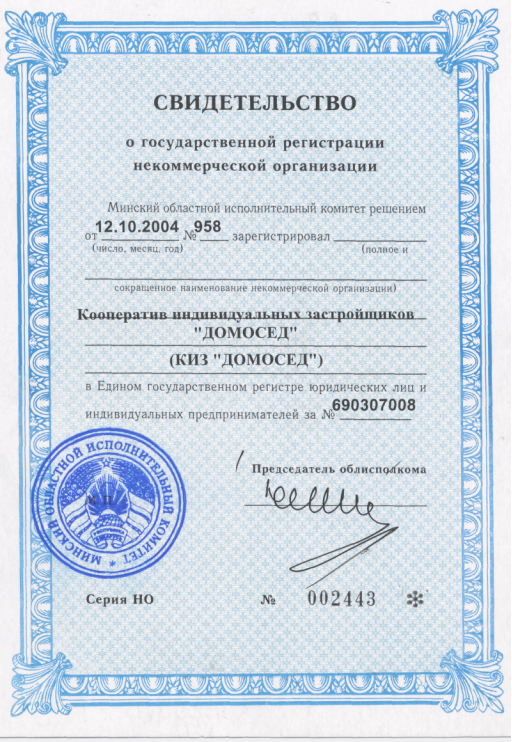 СВИДЕТЕЛЬСТВО
о государственной регистрации
некоммерческой организации
Минский областной исполнительный комитет решением
от 12.10.2004 № 958 зарегистрировал
(число, месяц, год) (полное и
сокращенное наименование некоммерческой организации)
Кооператив индивидуальных застройщиков
"ДОМОСЕД"
(КИЗ "ДОМОСЕД")
в Едином государственном регистре юридических лиц и
индивидуальных предпринимателей за № 690307008
Председатель облисполкома
М.П.
МИНСКИЙ ОБЛАСТНОЙ ИСПОЛНИТЕЛЬНЫЙ КОМИТЕТ *
Серия НО № 002443 *